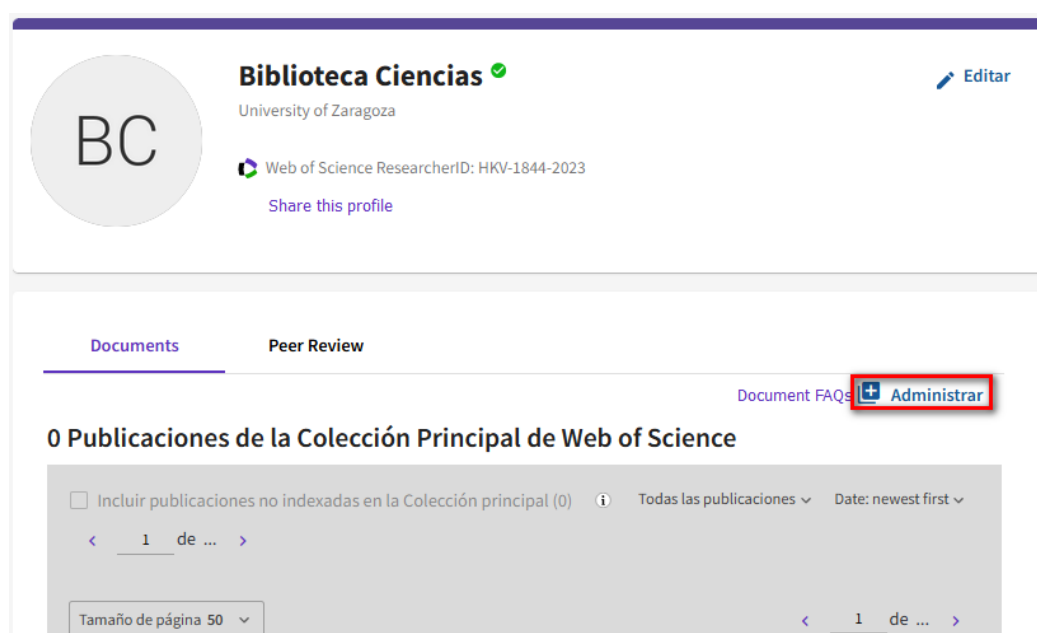 BC
Biblioteca Ciencias
Editar
University of Zaragoza
Web of Science ResearcherID: HKV-1844-2023
Share this profile
Documents Peer Review
Document FAQs Administrar
0 Publicaciones de la Colección Principal de Web of Science
Incluir publicaciones no indexadas en la Colección principal (0) Todas las publicaciones Date: newest first
1 de ...
Tamaño de página 50
1 de ...